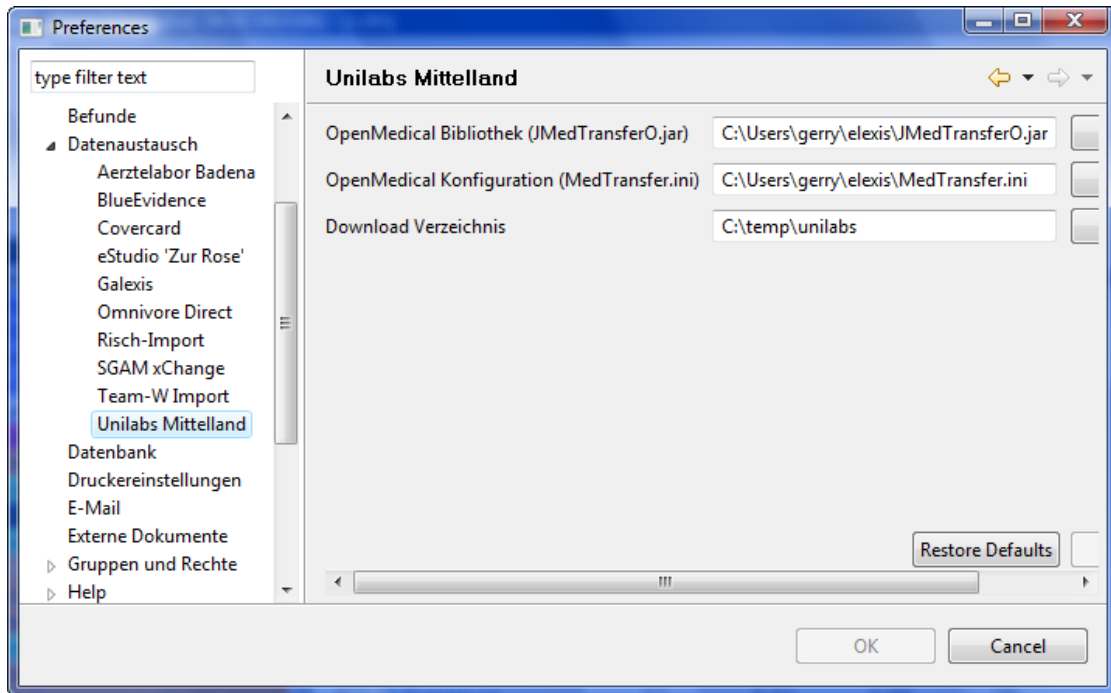 Preferences
type filter text
Befunde
Datenaustausch
Aerztelabor Badena
BlueEvidence
Covercard
eStudio 'Zur Rose'
Galexis
Omnivore Direct
Risch-Import
SGAM xChange
Team-W Import
Unilabs Mittelland
Datenbank
Druckereinstellungen
E-Mail
Externe Dokumente
Gruppen und Rechte
Help
Unilabs Mittelland
OpenMedical Bibliothek (JMedTransferO.jar) C:\Users\gerry\elexis\JMedTransferO.jar
OpenMedical Konfiguration (MedTransfer.ini) C:\Users\gerry\elexis\MedTransfer.ini
Download Verzeichnis C:\temp\unilabs
Restore Defaults
OK Cancel